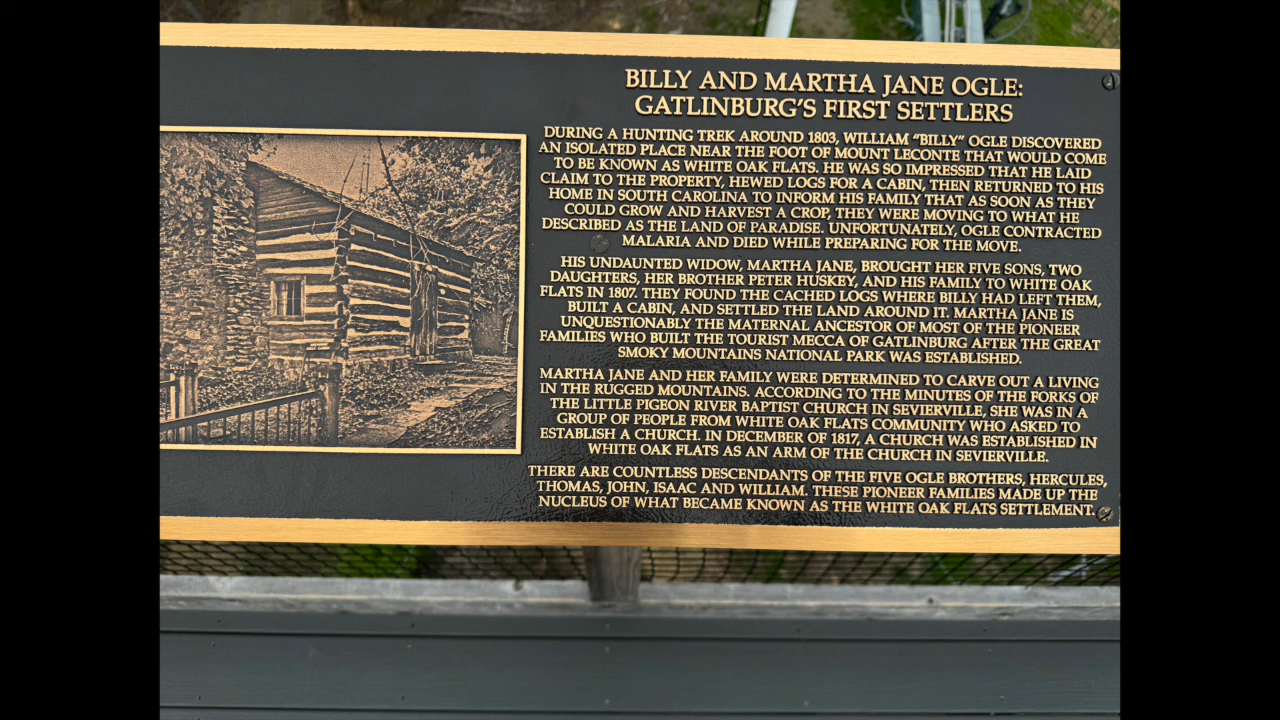 BILLY AND MARTHA JANE OGLE:
GATLINBURG'S FIRST SETTLERS
DURING A HUNTING TREK AROUND 1803, WILLIAM "BILLY" OGLE DISCOVERED
AN ISOLATED PLACE NEAR THE FOOT OF MOUNT LECONTE THAT WOULD COME
TO BE KNOWN AS WHITE OAK FLATS. HE WAS SO IMPRESSED THAT HE LAID
CLAIM TO THE PROPERTY, HEWED LOGS FOR A CABIN, THEN RETURNED TO HIS
HOME IN SOUTH CAROLINA TO INFORM HIS FAMILY THAT AS SOON AS THEY
COULD GROW AND HARVEST A CROP, THEY WERE MOVING TO WHAT HE
DESCRIBED AS THE LAND OF PARADISE. UNFORTUNATELY, OGLE CONTRACTED
MALARIA AND DIED WHILE PREPARING FOR THE MOVE.
HIS UNDAUNTED WIDOW, MARTHA JANE, BROUGHT HER FIVE SONS, TWO
DAUGHTERS, HER BROTHER PETER HUSKEY, AND HIS FAMILY TO WHITE OAK
FLATS IN 1807. THEY FOUND THE CACHED LOGS WHERE BILLY HAD LEFT THEM,
BUILT A CABIN, AND SETTLED THE LAND AROUND IT. MARTHA JANE IS
UNQUESTIONABLY THE MATERNAL ANCESTOR OF MOST OF THE PIONEER
FAMILIES WHO BUILT THE TOURIST MECCA OF GATLINBURG AFTER THE GREAT
SMOKY MOUNTAINS NATIONAL PARK WAS ESTABLISHED.
MARTHA JANE AND HER FAMILY WERE DETERMINED TO CARVE OUT A LIVING
IN THE RUGGED MOUNTAINS. ACCORDING TO THE MINUTES OF THE FORKS OF
THE LITTLE PIGEON RIVER BAPTIST CHURCH IN SEVIERVILLE, SHE WAS IN A
GROUP OF PEOPLE FROM WHITE OAK FLATS COMMUNITY WHO ASKED TO
ESTABLISH A CHURCH. IN DECEMBER OF 1817, A CHURCH WAS ESTABLISHED IN
WHITE OAK FLATS AS AN ARM OF THE CHURCH IN SEVIERVILLE.
THERE ARE COUNTLESS DESCENDANTS OF THE FIVE OGLE BROTHERS, HERCULES,
THOMAS, JOHN, ISAAC AND WILLIAM. THESE PIONEER FAMILIES MADE UP THE
NUCLEUS OF WHAT BECAME KNOWN AS THE WHITE OAK FLATS SETTLEMENT.